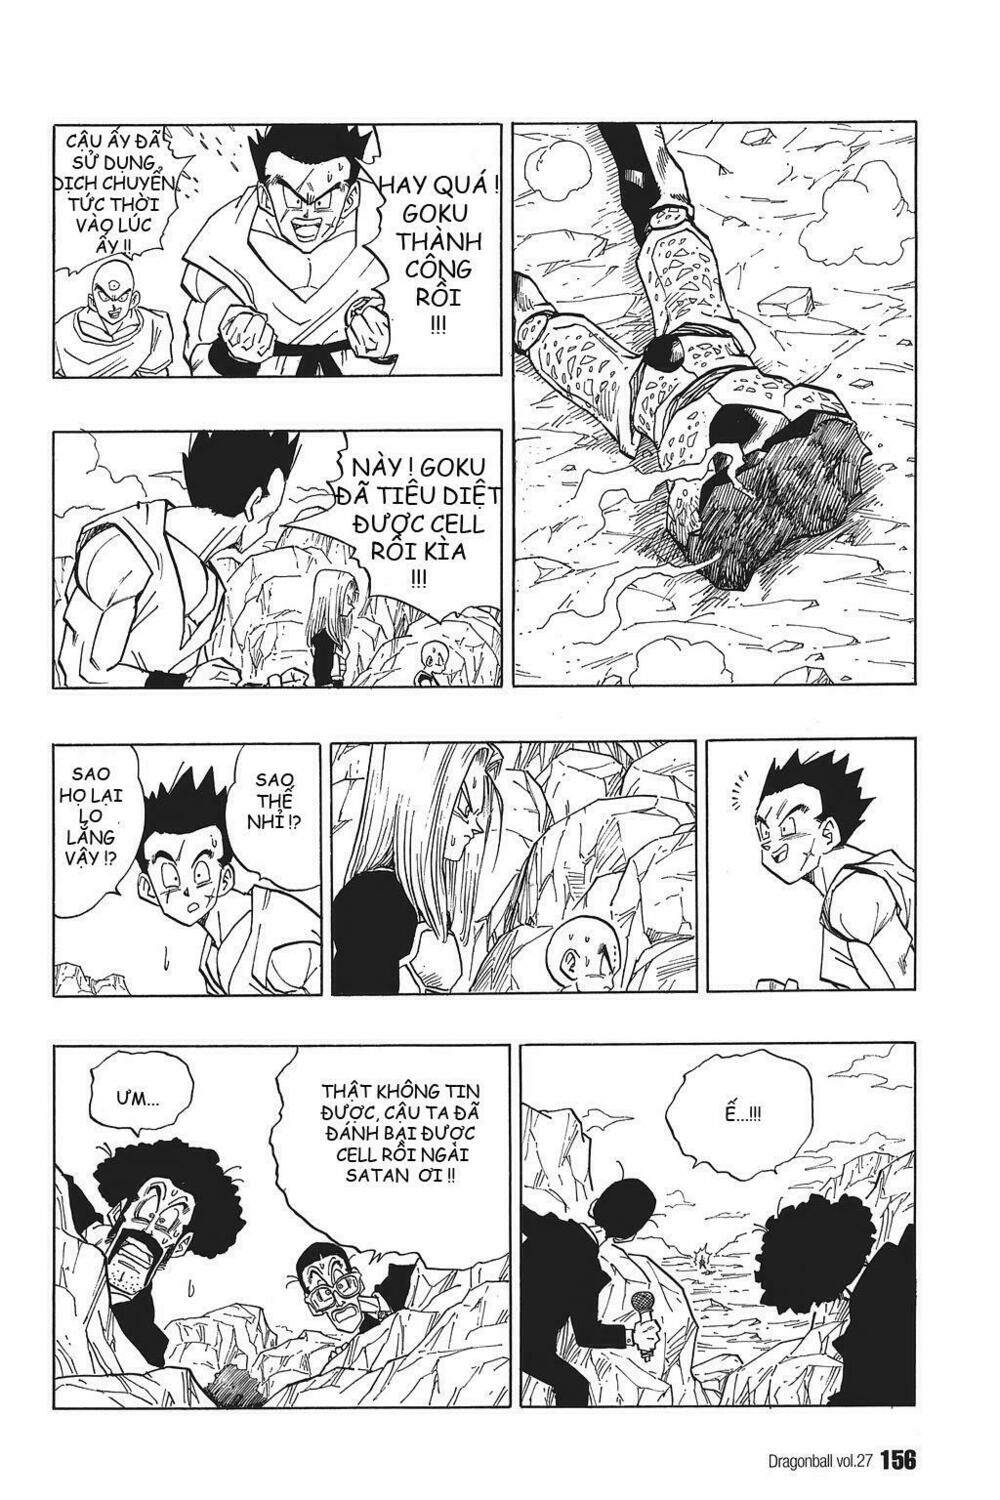 HAY QUÁ !
GOKU
THÀNH
CÔNG
RỒI
!!!
CẬU ẤY ĐÃ
SỬ DỤNG
DỊCH CHUYỂN
TỨC THỜI
VÀO LÚC
ẤY !!
NÀY ! GOKU
ĐÃ TIÊU DIỆT
ĐƯỢC CELL
RỒI KÌA
!!!
SAO
THẾ
NHỈ !?
SAO
HỌ LẠI
LO
LẮNG
VẬY !?
Ế...!!!
THẬT KHÔNG TIN
ĐƯỢC, CẬU TA ĐÃ
ĐÁNH BẠI ĐƯỢC
CELL RỒI NGÀI
SATAN ƠI !!
ƯM...
Dragonball vol.27 156